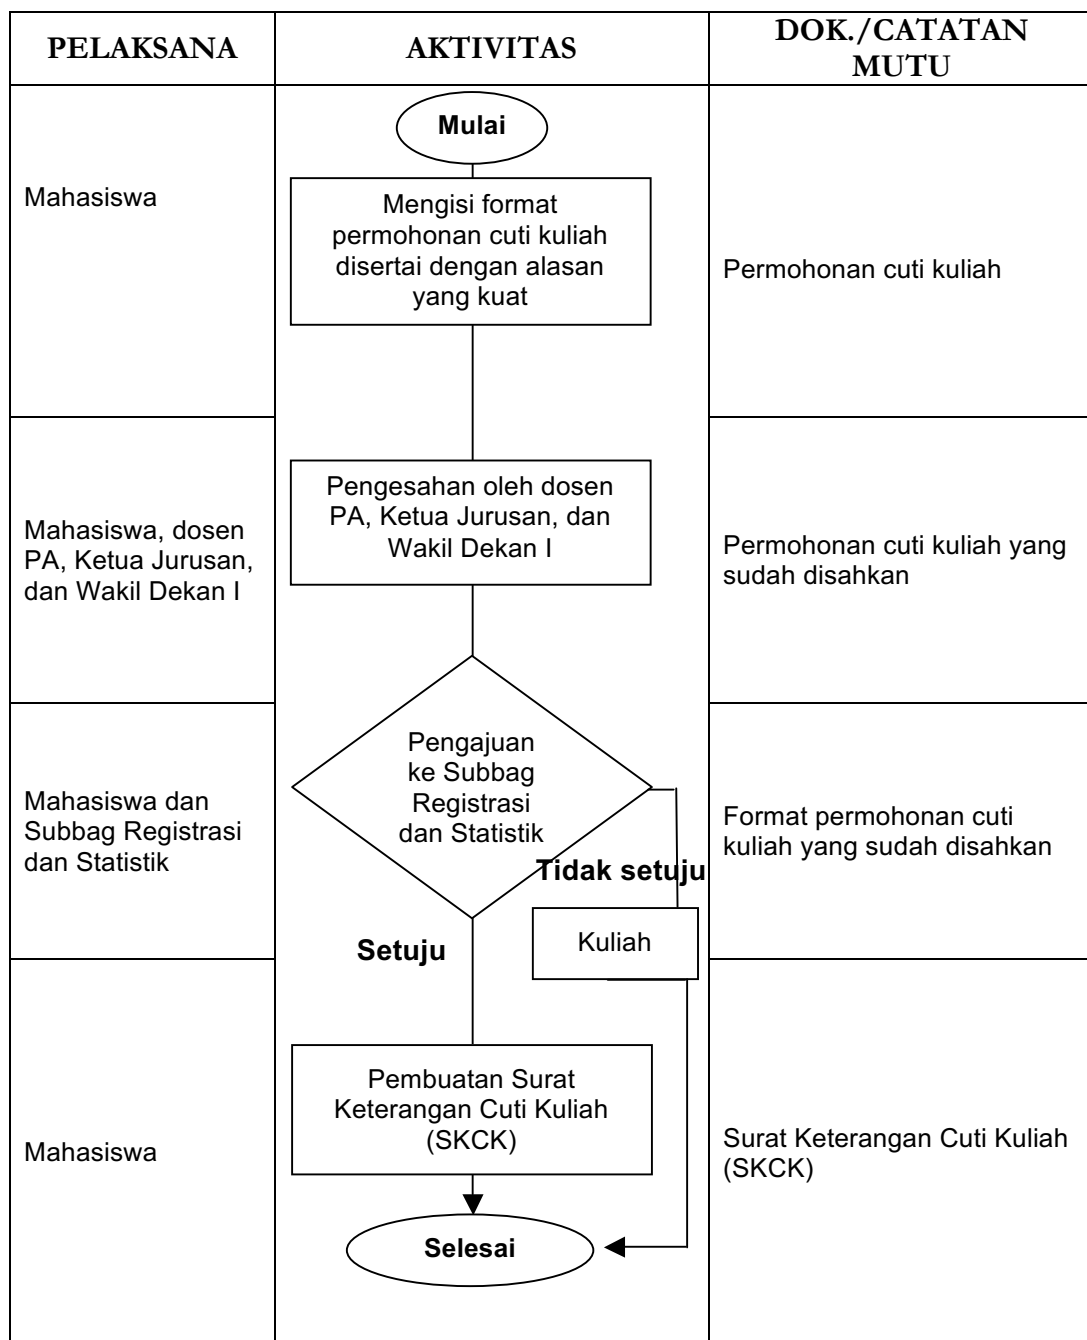 PELAKSANA
AKTIVITAS
DOK./CATATAN
MUTU
Mulai
Mahasiswa
Mengisi format
permohonan cuti kuliah
disertai dengan alasan
yang kuat
Permohonan cuti kuliah
Mahasiswa, dosen
PA, Ketua Jurusan,
dan Wakil Dekan I
Pengesahan oleh dosen
PA, Ketua Jurusan, dan
Wakil Dekan I
Permohonan cuti kuliah yang
sudah disahkan
Mahasiswa dan
Subbag Registrasi
dan Statistik
Pengajuan
ke Subbag
Registrasi
dan Statistik
Format permohonan cuti
kuliah yang sudah disahkan
Tidak setuju
Setuju
Kuliah
Mahasiswa
Pembuatan Surat
Keterangan Cuti Kuliah
(SKCK)
Surat Keterangan Cuti Kuliah
(SKCK)
Selesai